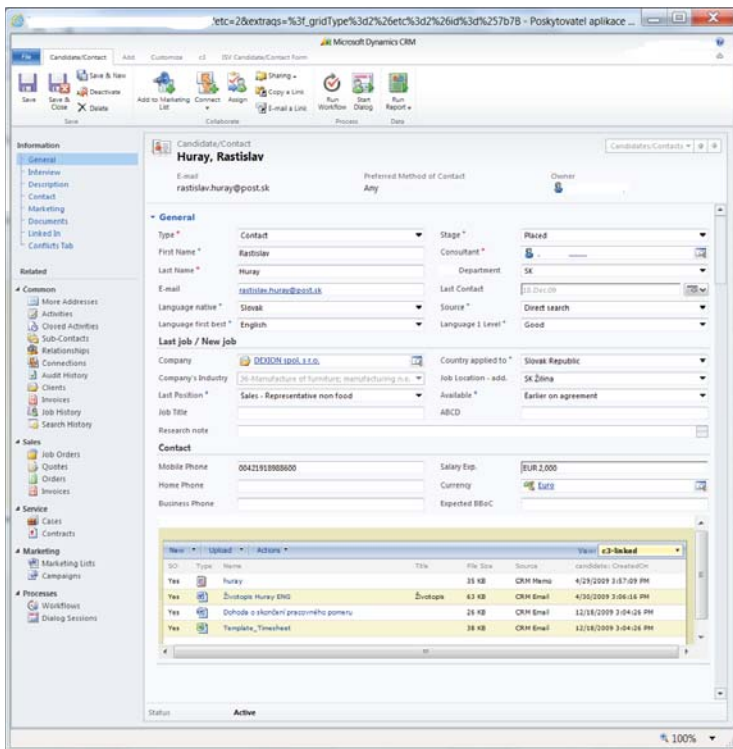 !etc=2&extraqs=%3f_gridType%3d2%26etc%3d2%26id%3d%257b7B - Poskytovatel aplikace ...
Microsoft Dynamics CRM
File Candidate/Contact Add Customize c3 ISV Candidate/Contact Form
Save
Save & Close
Save & New
Deactivate
Delete
Add to Marketing List
Connect
Assign
Sharing
Copy a Link
E-mail a Link
Run Workflow
Start Dialog
Run Report
Save Collaborate Process Data
Information
General
Interview
Description
Contact
Marketing
Documents
Linked In
Conflicts Tab
Related
Common
More Addresses
Activities
Closed Activities
Sub-Contacts
Relationships
Connections
Audit History
Clients
Invoices
Job History
Search History
Sales
Job Orders
Quotes
Orders
Invoices
Service
Cases
Contracts
Marketing
Marketing Lists
Campaigns
Processes
Workflows
Dialog Sessions
Candidate/Contact
Candidates/Contacts
Huray, Rastislav
E-mail Preferred Method of Contact Owner
rastislav.huray@post.sk Any
General
Type * Contact Stage * Placed
First Name * Rastislav Consultant *
Last Name * Huray Department SK
E-mail rastislav.huray@post.sk Last Contact 18.Dec.09
Language native * Slovak Source * Direct search
Language first best * English Language 1 Level * Good
Last job / New job
Company DEXION spol. s r.o. Country applied to * Slovak Republic
Company's Industry 36-Manufacture of furniture; manufacturing n.e. Job Location - add. SK Žilina
Last Position * Sales - Representative non food Available * Earlier on agreement
Job Title ABCD
Research note
Contact
Mobile Phone 00421918988600 Salary Exp. EUR 2,000
Home Phone Currency Euro
Business Phone Expected BBoC
New Upload Actions View: c3-linked
SO Type Name Title File Size Source candidate: CreatedOn
Yes huray 35 KB CRM Memo 4/29/2009 3:57:09 PM
Yes Životopis Huray ENG Životopis 63 KB CRM Email 4/30/2009 3:06:16 PM
Yes Dohoda o skončení pracovného pomeru 26 KB CRM Email 12/18/2009 3:04:26 PM
Yes Template_Timesheet 38 KB CRM Email 12/18/2009 3:04:26 PM
Status Active
100%